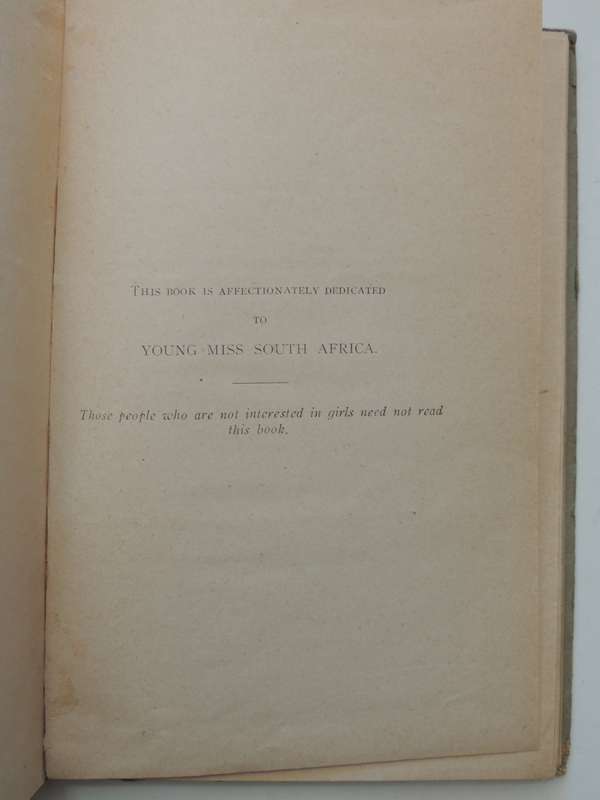 THIS BOOK IS AFFECTIONATELY DEDICATED
TO
YOUNG MISS SOUTH AFRICA.
Those people who are not interested in girls need not read
this book.